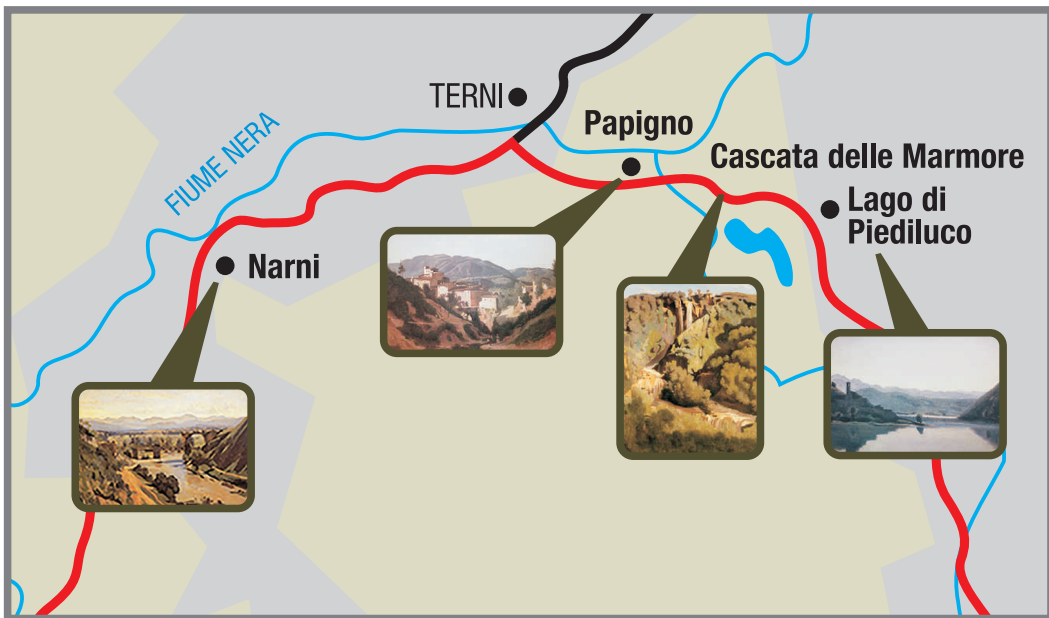 TERNI
Papigno
Cascata delle Marmore
FIUME NERA
Lago di
Piediluco
Narni